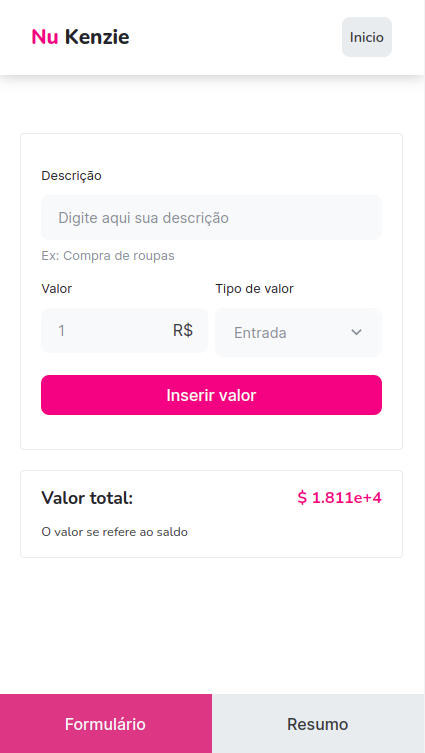 Nu Kenzie
Inicio
Descrição
Digite aqui sua descrição
Ex: Compra de roupas
Valor
Tipo de valor
1
R$
Entrada
Inserir valor
Valor total:
$ 1.811e+4
O valor se refere ao saldo
Formulário
Resumo